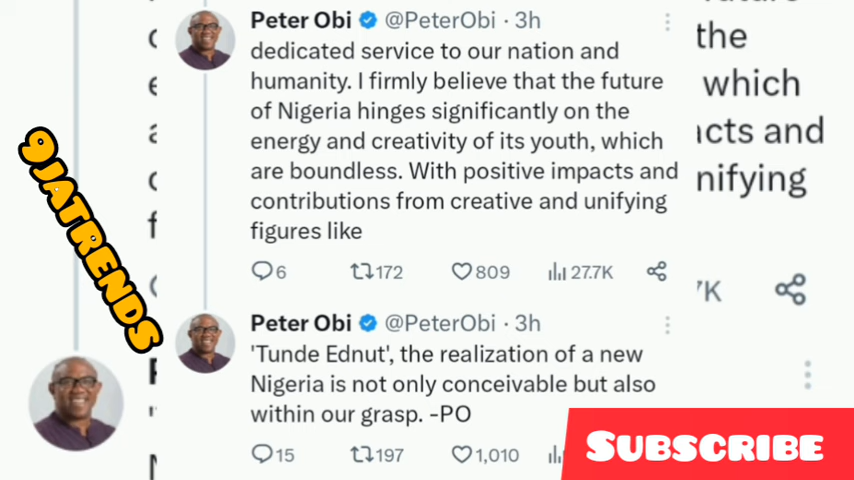 Peter Obi @PeterObi · 3h
dedicated service to our nation and
humanity. I firmly believe that the future
of Nigeria hinges significantly on the
energy and creativity of its youth, which
are boundless. With positive impacts and
contributions from creative and unifying
figures like
6 172 809 27.7K
Peter Obi @PeterObi · 3h
'Tunde Ednut', the realization of a new
Nigeria is not only conceivable but also
within our grasp. -PO
15 197 1,010
9JATRENDS
the
which
acts and
nifying
K
SUBSCRIBE